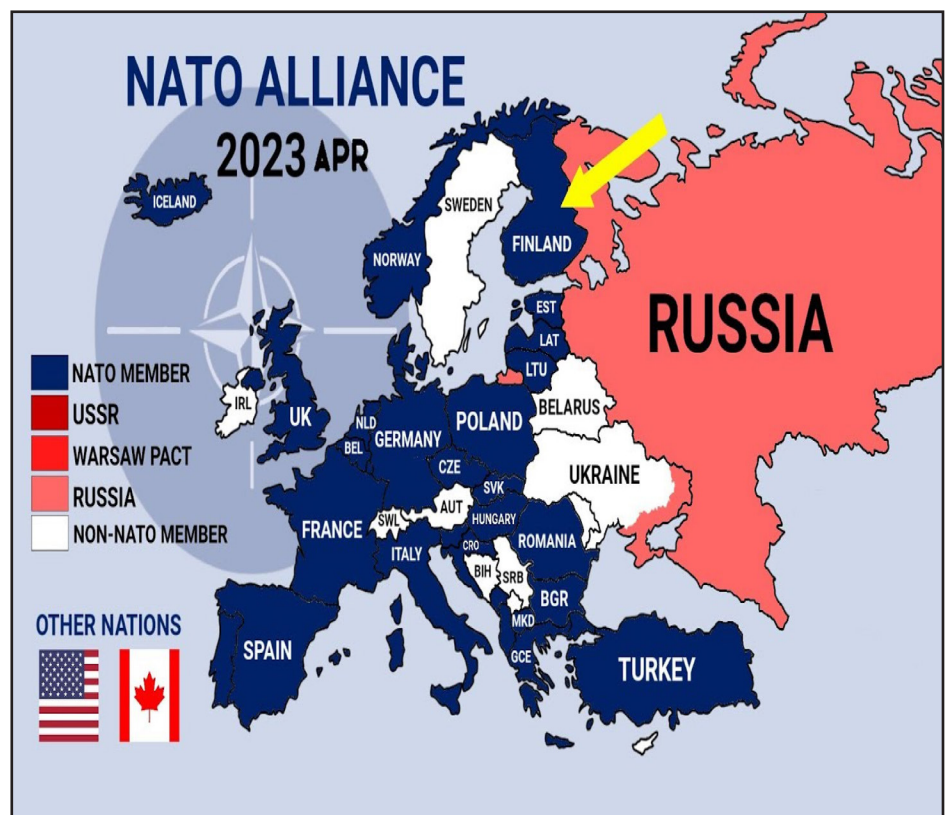 NATO ALLIANCE
2023 APR
ICELAND
SWEDEN
NORWAY
FINLAND
RUSSIA
EST
LAT
LTU
NATO MEMBER
USSR
WARSAW PACT
RUSSIA
NON-NATO MEMBER
IRL
UK
NLD
BEL
GERMANY
POLAND
BELARUS
UKRAINE
CZE
SVK
AUT
SWL
HUNGARY
FRANCE
ITALY
CRO
ROMANIA
BIH
SRB
BGR
MKD
GCE
SPAIN
TURKEY
OTHER NATIONS